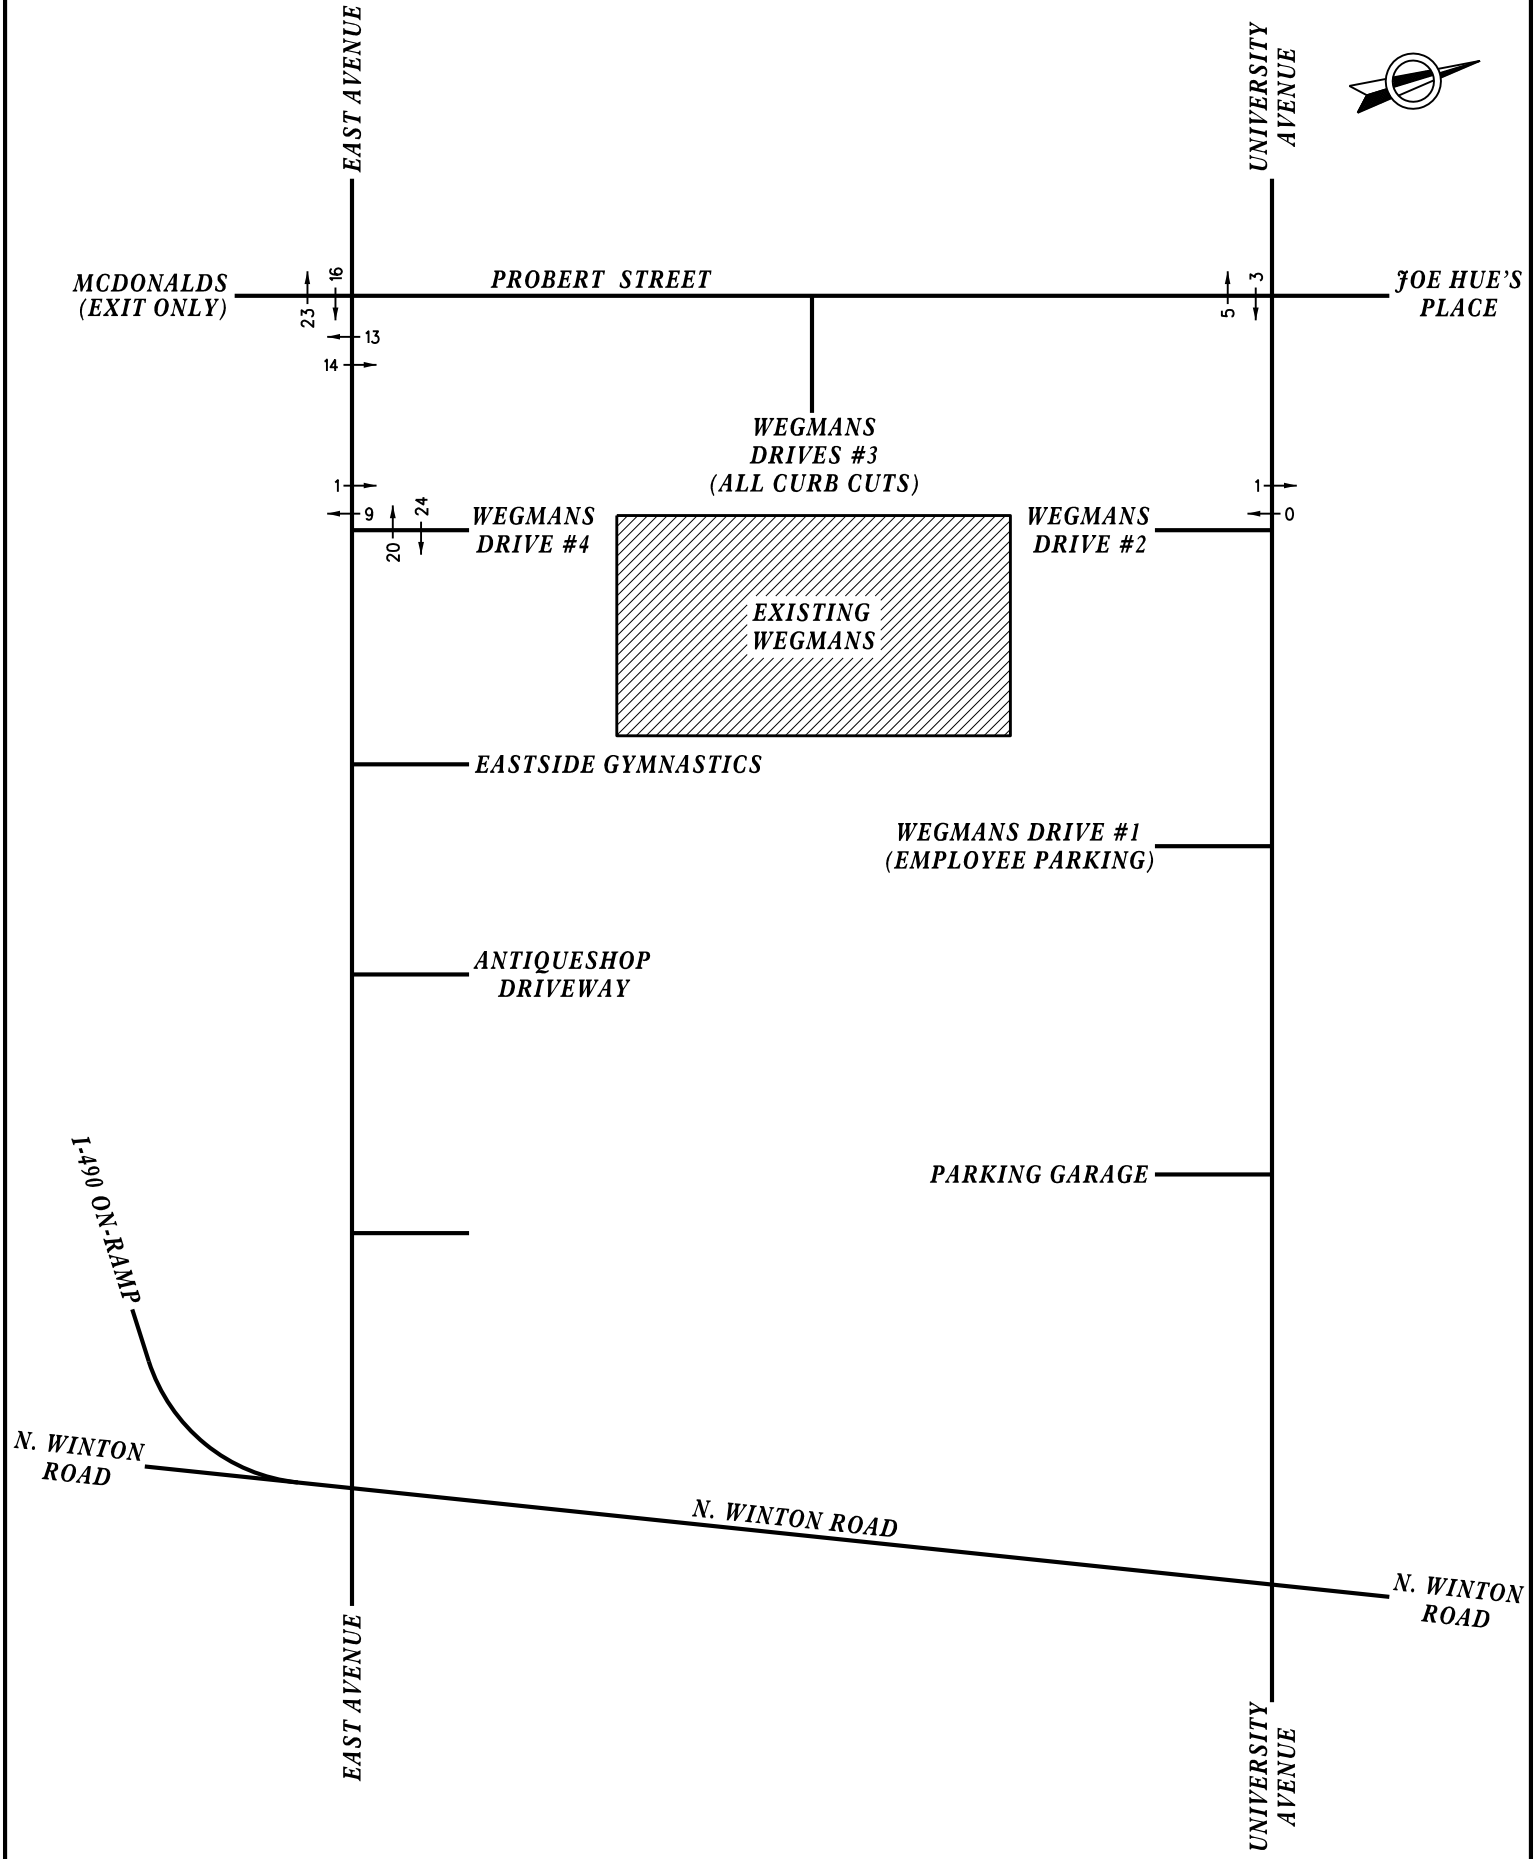 EAST AVENUE
UNIVERSITY
AVENUE
MCDONALDS
(EXIT ONLY)
23
16
PROBERT STREET
5
3
JOE HUE'S
PLACE
13
14
WEGMANS
DRIVES #3
(ALL CURB CUTS)
1
9
20
24
WEGMANS
DRIVE #4
WEGMANS
DRIVE #2
1
0
EXISTING
WEGMANS
EASTSIDE GYMNASTICS
WEGMANS DRIVE #1
(EMPLOYEE PARKING)
ANTIQUESHOP
DRIVEWAY
PARKING GARAGE
I-490 ON-RAMP
N. WINTON
ROAD
N. WINTON ROAD
N. WINTON
ROAD
EAST AVENUE
UNIVERSITY
AVENUE